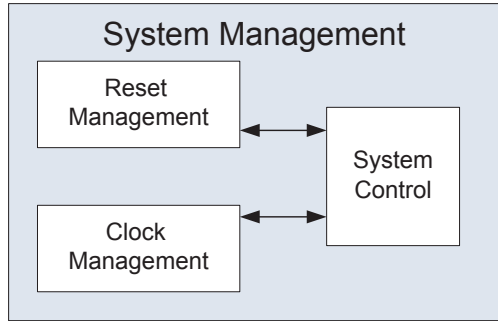 System Management
Reset
Management
System
Control
Clock
Management